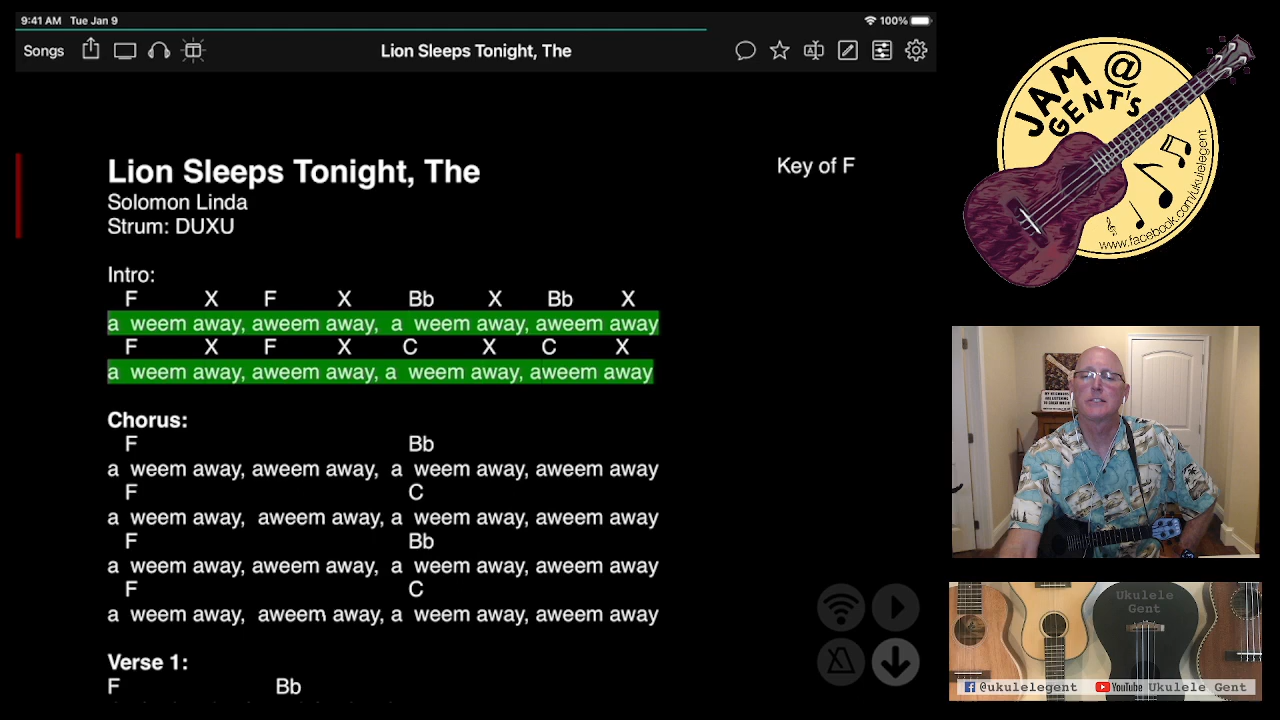 9:41 AM Tue Jan 9
100%
Songs
Lion Sleeps Tonight, The
Lion Sleeps Tonight, The
Key of F
Solomon Linda
Strum: DUXU
Intro:
F X F X Bb X Bb X
a weem away, aweem away, a weem away, aweem away
F X F X C X C X
a weem away, aweem away, a weem away, aweem away
Chorus:
F Bb
a weem away, aweem away, a weem away, aweem away
F C
a weem away, aweem away, a weem away, aweem away
F Bb
a weem away, aweem away, a weem away, aweem away
F C
a weem away, aweem away, a weem away, aweem away
Verse 1:
F Bb
JAM @
GENT'S
www.facebook.com/ukulelegent
Ukulele
Gent
@ukulelegent YouTube Ukulele Gent